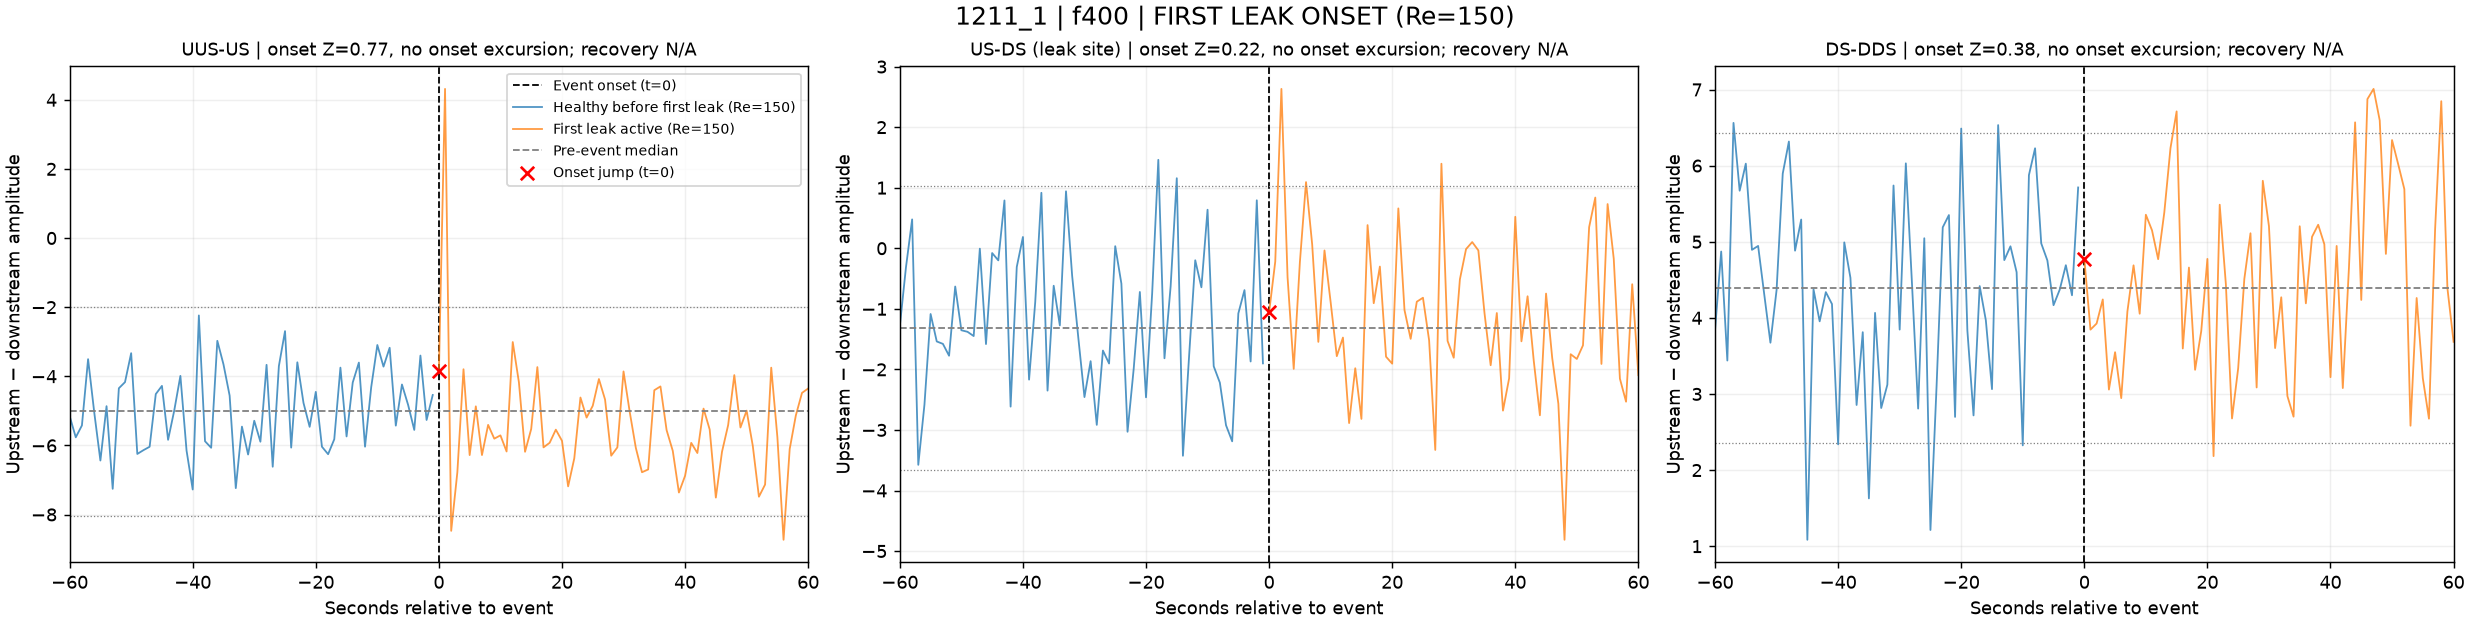 1211_1 | f400 | FIRST LEAK ONSET (Re=150)
UUS-US | onset Z=0.77, no onset excursion; recovery N/A
Upstream − downstream amplitude
4
2
0
−2
−4
−6
−8
Event onset (t=0)
Healthy before first leak (Re=150)
First leak active (Re=150)
Pre-event median
Onset jump (t=0)
−60
−40
−20
0
20
40
60
Seconds relative to event
US-DS (leak site) | onset Z=0.22, no onset excursion; recovery N/A
Upstream − downstream amplitude
3
2
1
0
−1
−2
−3
−4
−5
−60
−40
−20
0
20
40
60
Seconds relative to event
DS-DDS | onset Z=0.38, no onset excursion; recovery N/A
Upstream − downstream amplitude
7
6
5
4
3
2
1
−60
−40
−20
0
20
40
60
Seconds relative to event